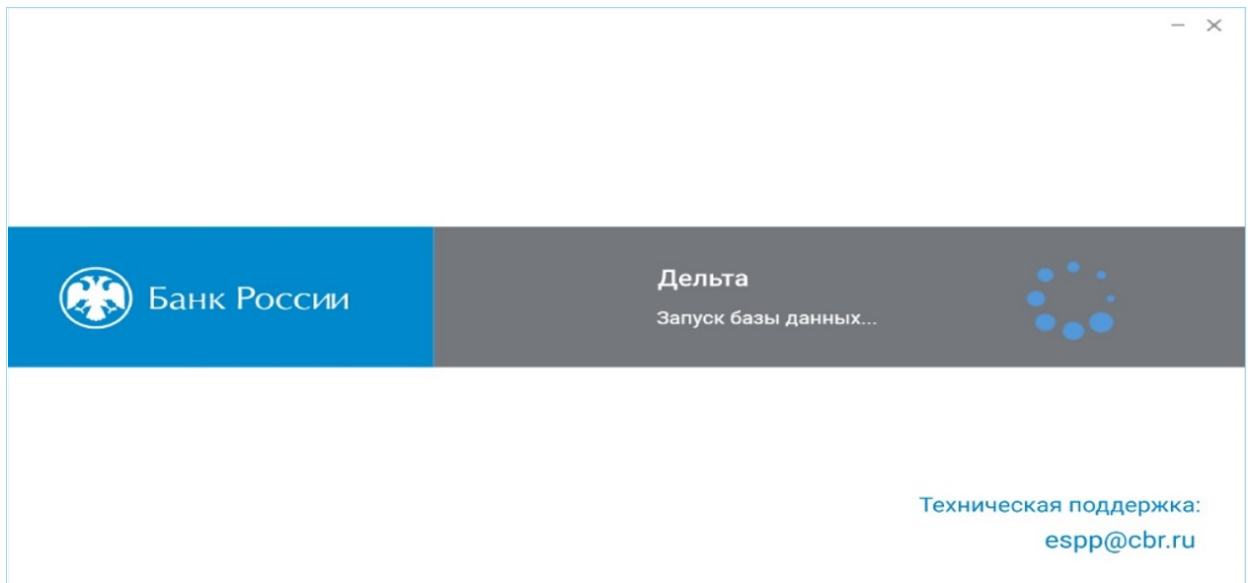 Банк России
Дельта
Запуск базы данных...
Техническая поддержка:
espp@cbr.ru